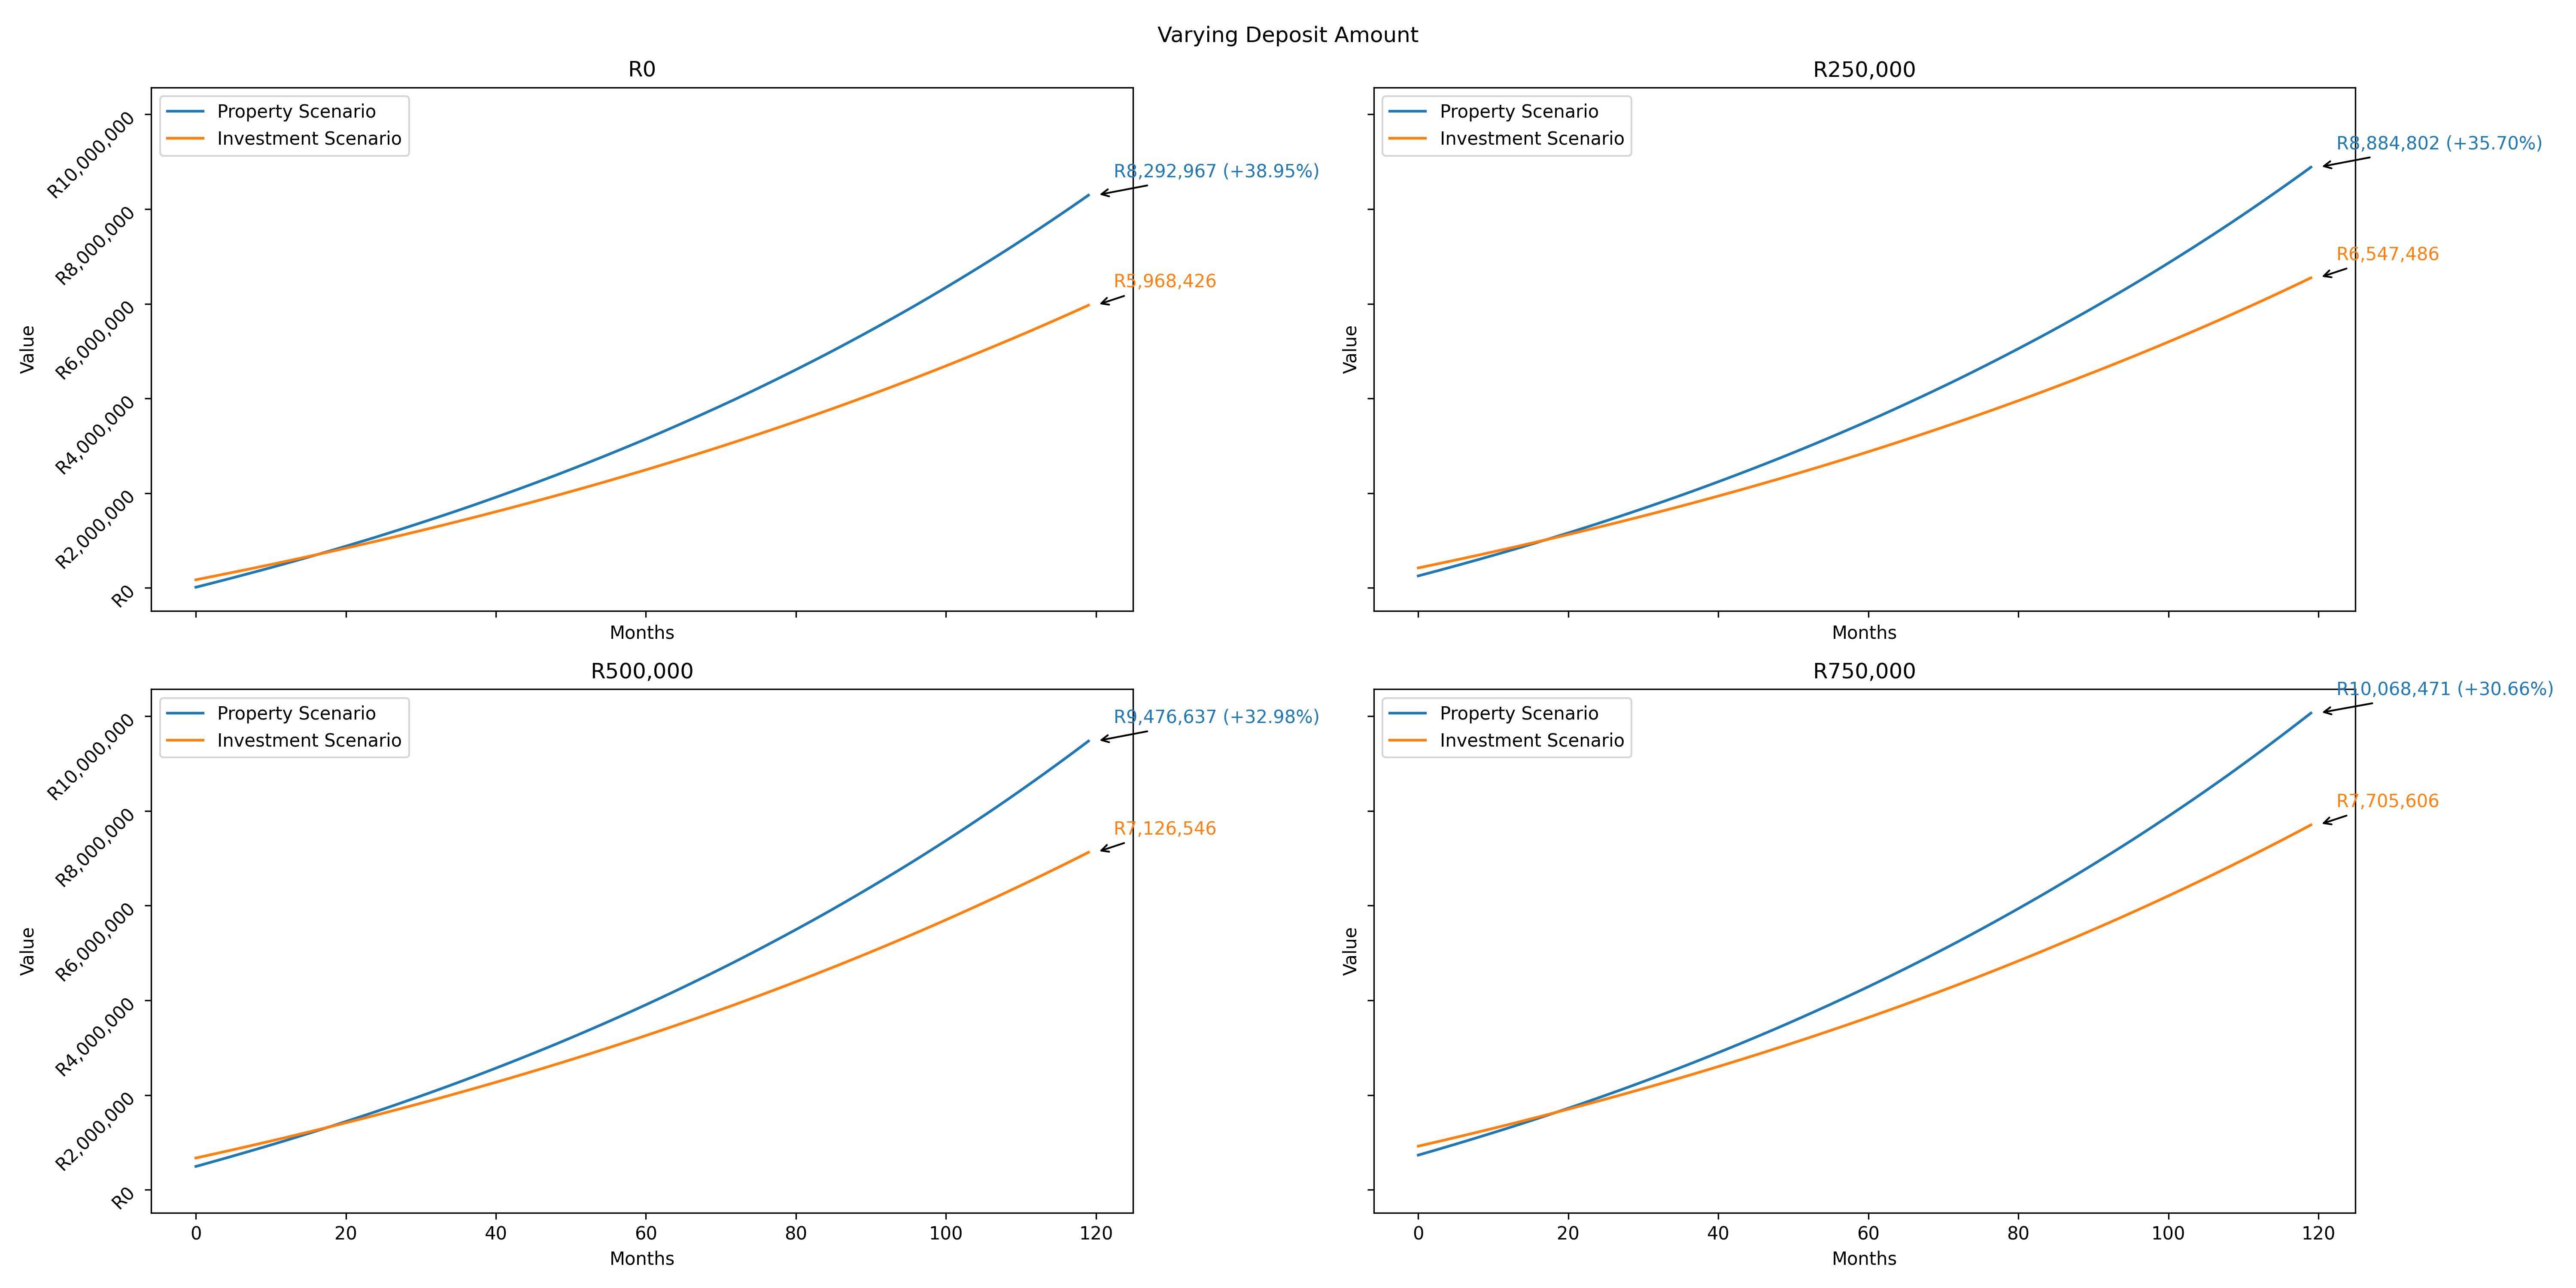 Varying Deposit Amount
R0
Property Scenario
Investment Scenario
R8,292,967 (+38.95%)
R5,968,426
R10,000,000
R8,000,000
R6,000,000
R4,000,000
R2,000,000
R0
Value
Months
R250,000
Property Scenario
Investment Scenario
R8,884,802 (+35.70%)
R6,547,486
Value
Months
R500,000
Property Scenario
Investment Scenario
R9,476,637 (+32.98%)
R7,126,546
R10,000,000
R8,000,000
R6,000,000
R4,000,000
R2,000,000
R0
Value
0 20 40 60 80 100 120
Months
R750,000
Property Scenario
Investment Scenario
R10,068,471 (+30.66%)
R7,705,606
Value
0 20 40 60 80 100 120
Months